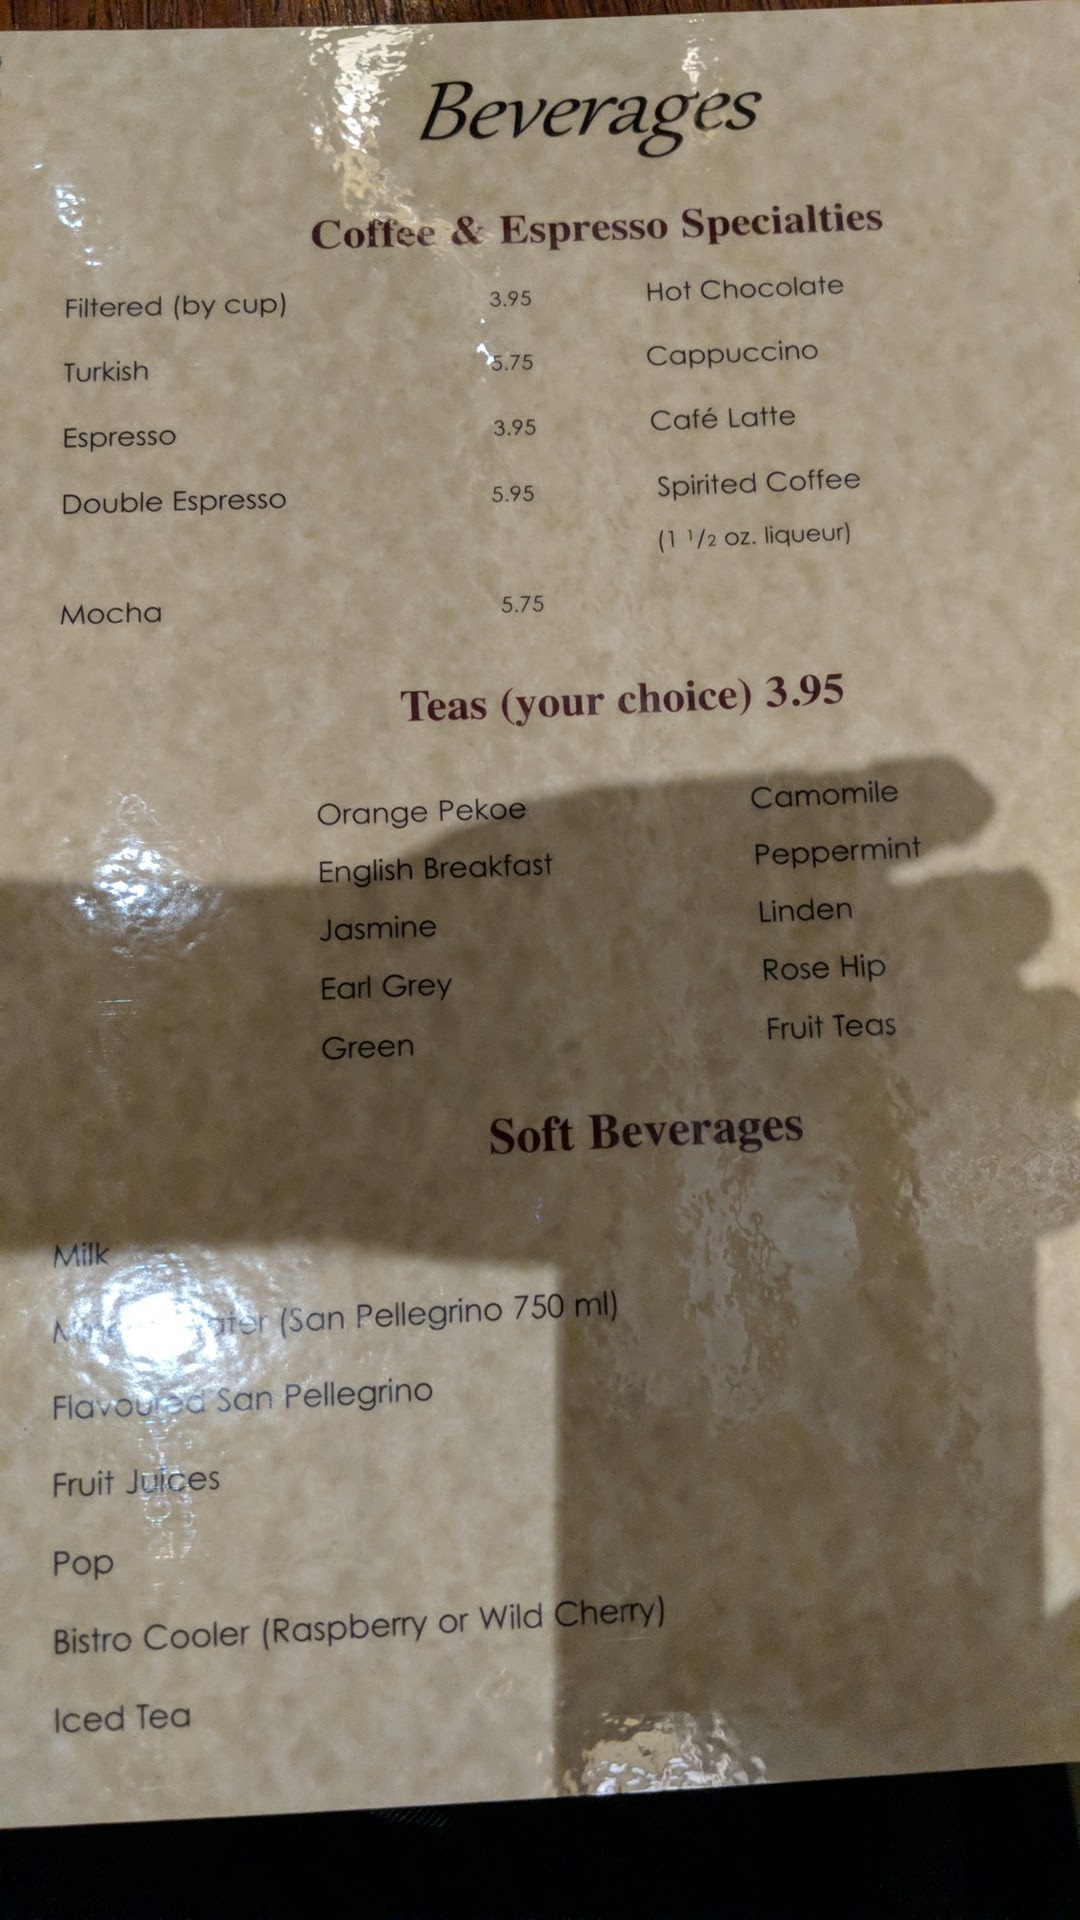 Beverages
Coffee & Espresso Specialties
Filtered (by cup) 3.95 Hot Chocolate
Turkish 5.75 Cappuccino
Espresso 3.95 Café Latte
Double Espresso 5.95 Spirited Coffee
(1 1/2 oz. liqueur)
Mocha 5.75
Teas (your choice) 3.95
Orange Pekoe Camomile
English Breakfast Peppermint
Jasmine Linden
Earl Grey Rose Hip
Green Fruit Teas
Soft Beverages
Milk
(San Pellegrino 750 ml)
Flavoured San Pellegrino
Fruit Juices
Pop
Bistro Cooler (Raspberry or Wild Cherry)
Iced Tea